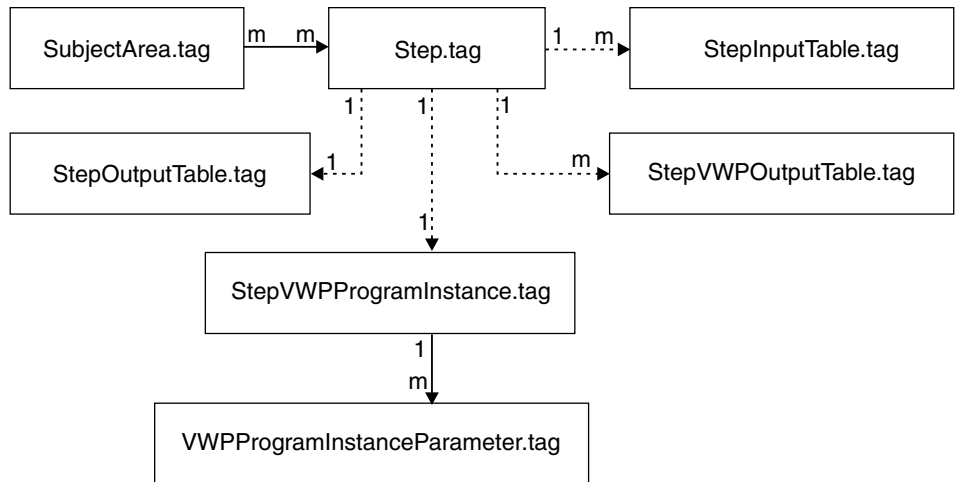 SubjectArea.tag
m
m
Step.tag
1
m
StepInputTable.tag
1
1
1
StepOutputTable.tag
1
m
StepVWPOutputTable.tag
1
StepVWPProgramInstance.tag
1
m
VWPProgramInstanceParameter.tag